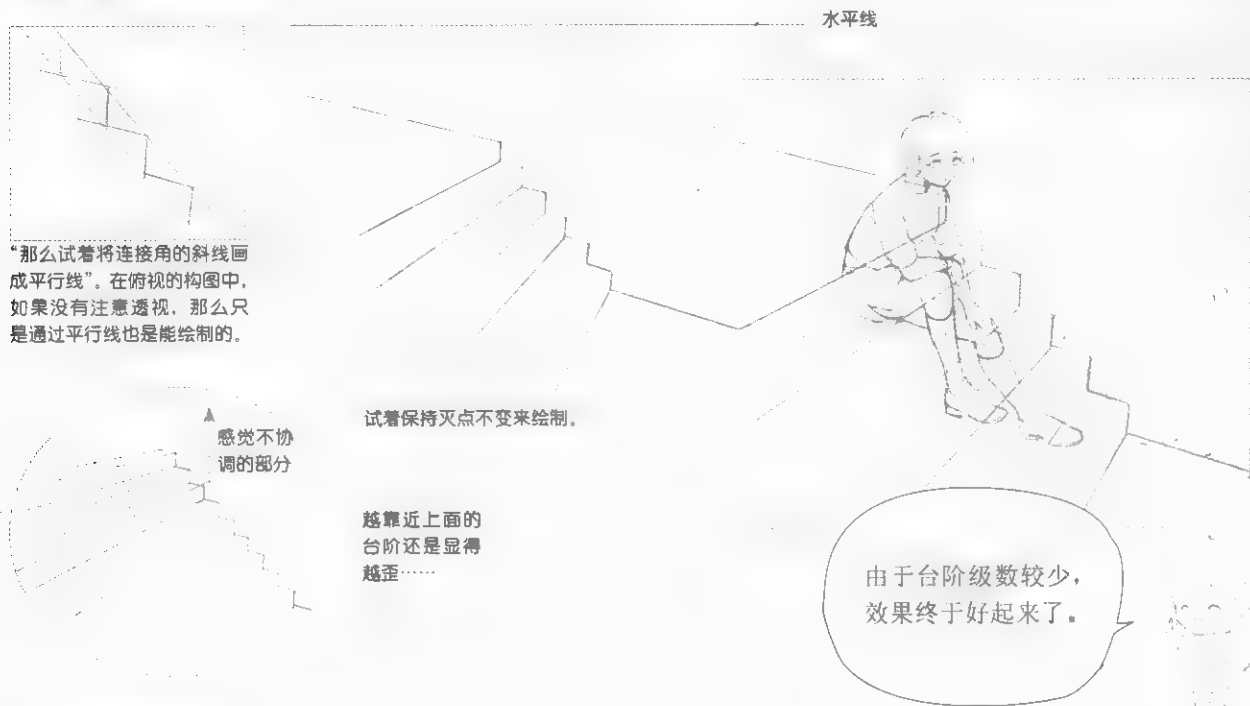 水平线
“那么试着将连接角的斜线画
成平行线”。在俯视的构图中，
如果没有注意透视，那么只
是通过平行线也是能绘制的。
感觉不协
调的部分
试着保持灭点不变来绘制。
越靠近上面的
台阶还是显得
越歪……
由于台阶级数较少，
效果终于好起来了。